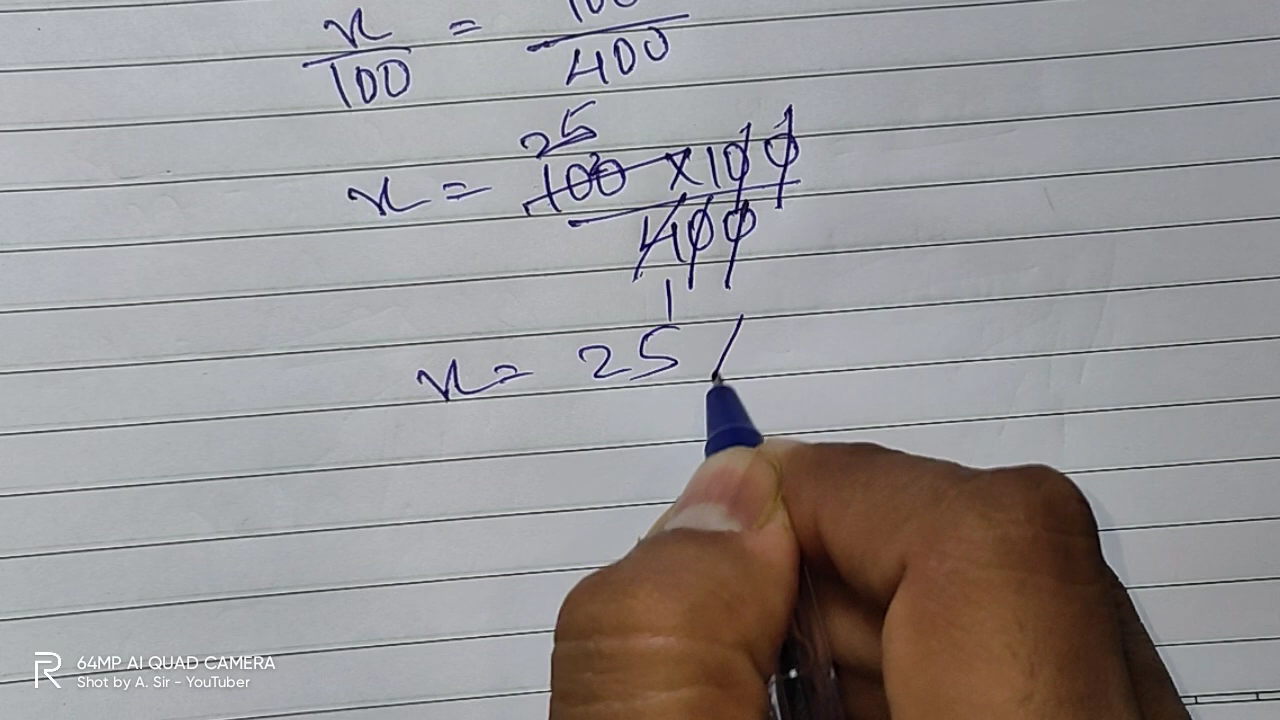 x = 100
100 400
x = 100 x 100
400
25
1
x = 25 /
R 64MP AI QUAD CAMERA
Shot by A. Sir - YouTuber